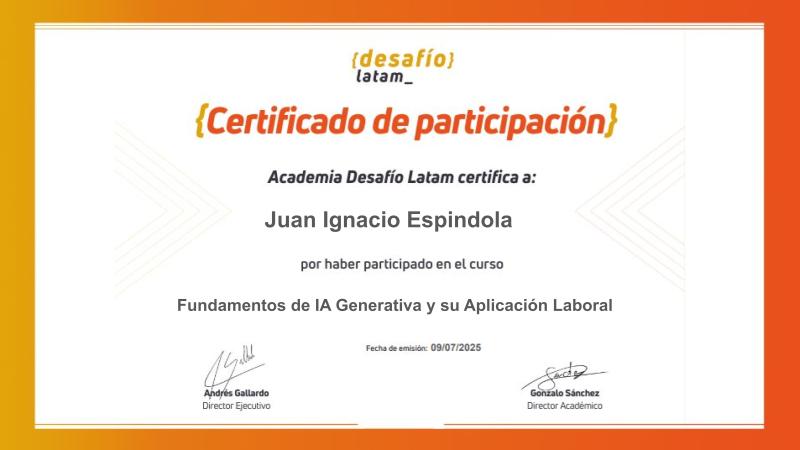 {desafío}
latam_
{Certificado de participación}
Academia Desafío Latam certifica a:
Juan Ignacio Espindola
por haber participado en el curso
Fundamentos de IA Generativa y su Aplicación Laboral
Fecha de emisión: 09/07/2025
Andrés Gallardo
Director Ejecutivo
Gonzalo Sánchez
Director Académico